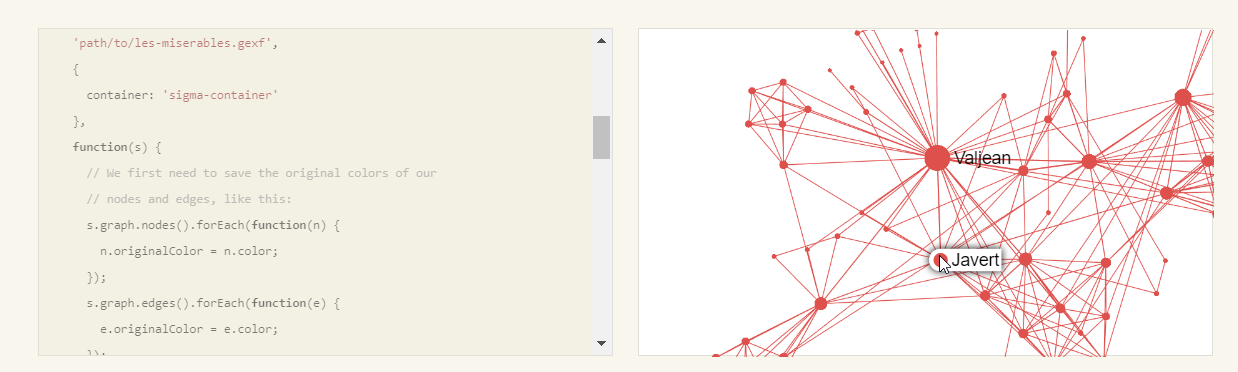 'path/to/les-miserables.gexf',
{
container: 'sigma-container'
},
function(s) {
// We first need to save the original colors of our
// nodes and edges, like this:
s.graph.nodes().forEach(function(n) {
n.originalColor = n.color;
});
s.graph.edges().forEach(function(e) {
e.originalColor = e.color;
});
Valjean
Javert